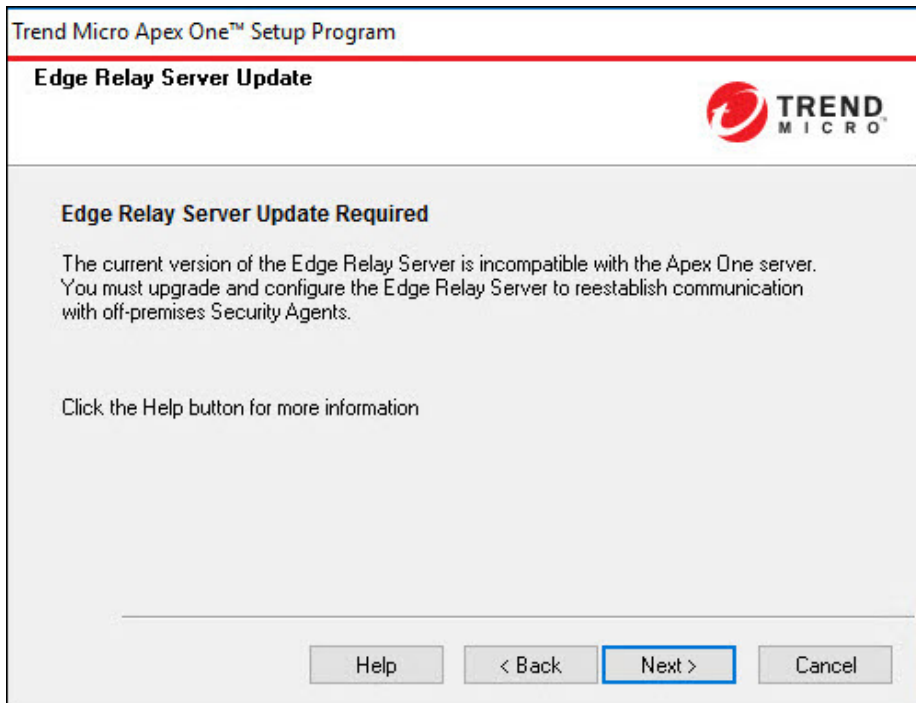 Trend Micro Apex One™ Setup Program
Edge Relay Server Update
TREND
MICRO
Edge Relay Server Update Required
The current version of the Edge Relay Server is incompatible with the Apex One server.
You must upgrade and configure the Edge Relay Server to reestablish communication
with off-premises Security Agents.
Click the Help button for more information
Help
< Back
Next >
Cancel